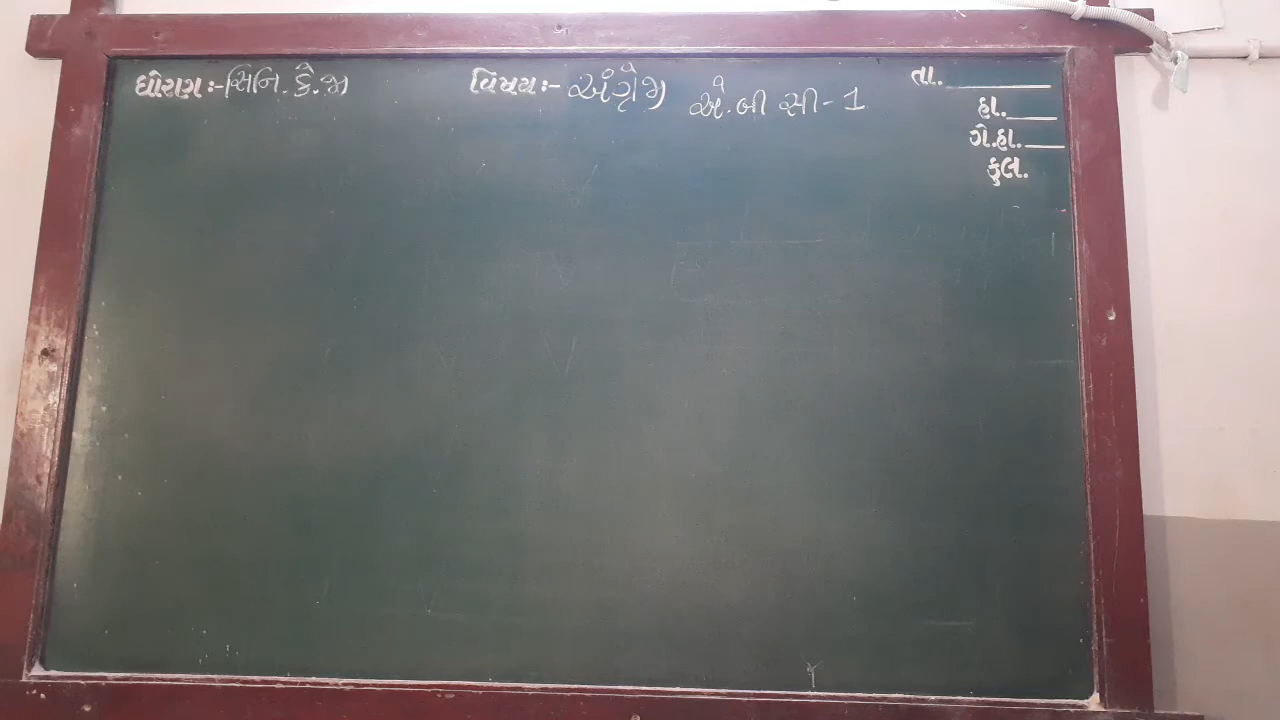 ધોરણઃ- સિનિ. કે.જી વિષયઃ- અંગ્રેજી એ.બી સી-1 તા.
હા.
ગે.હા.
કુલ.